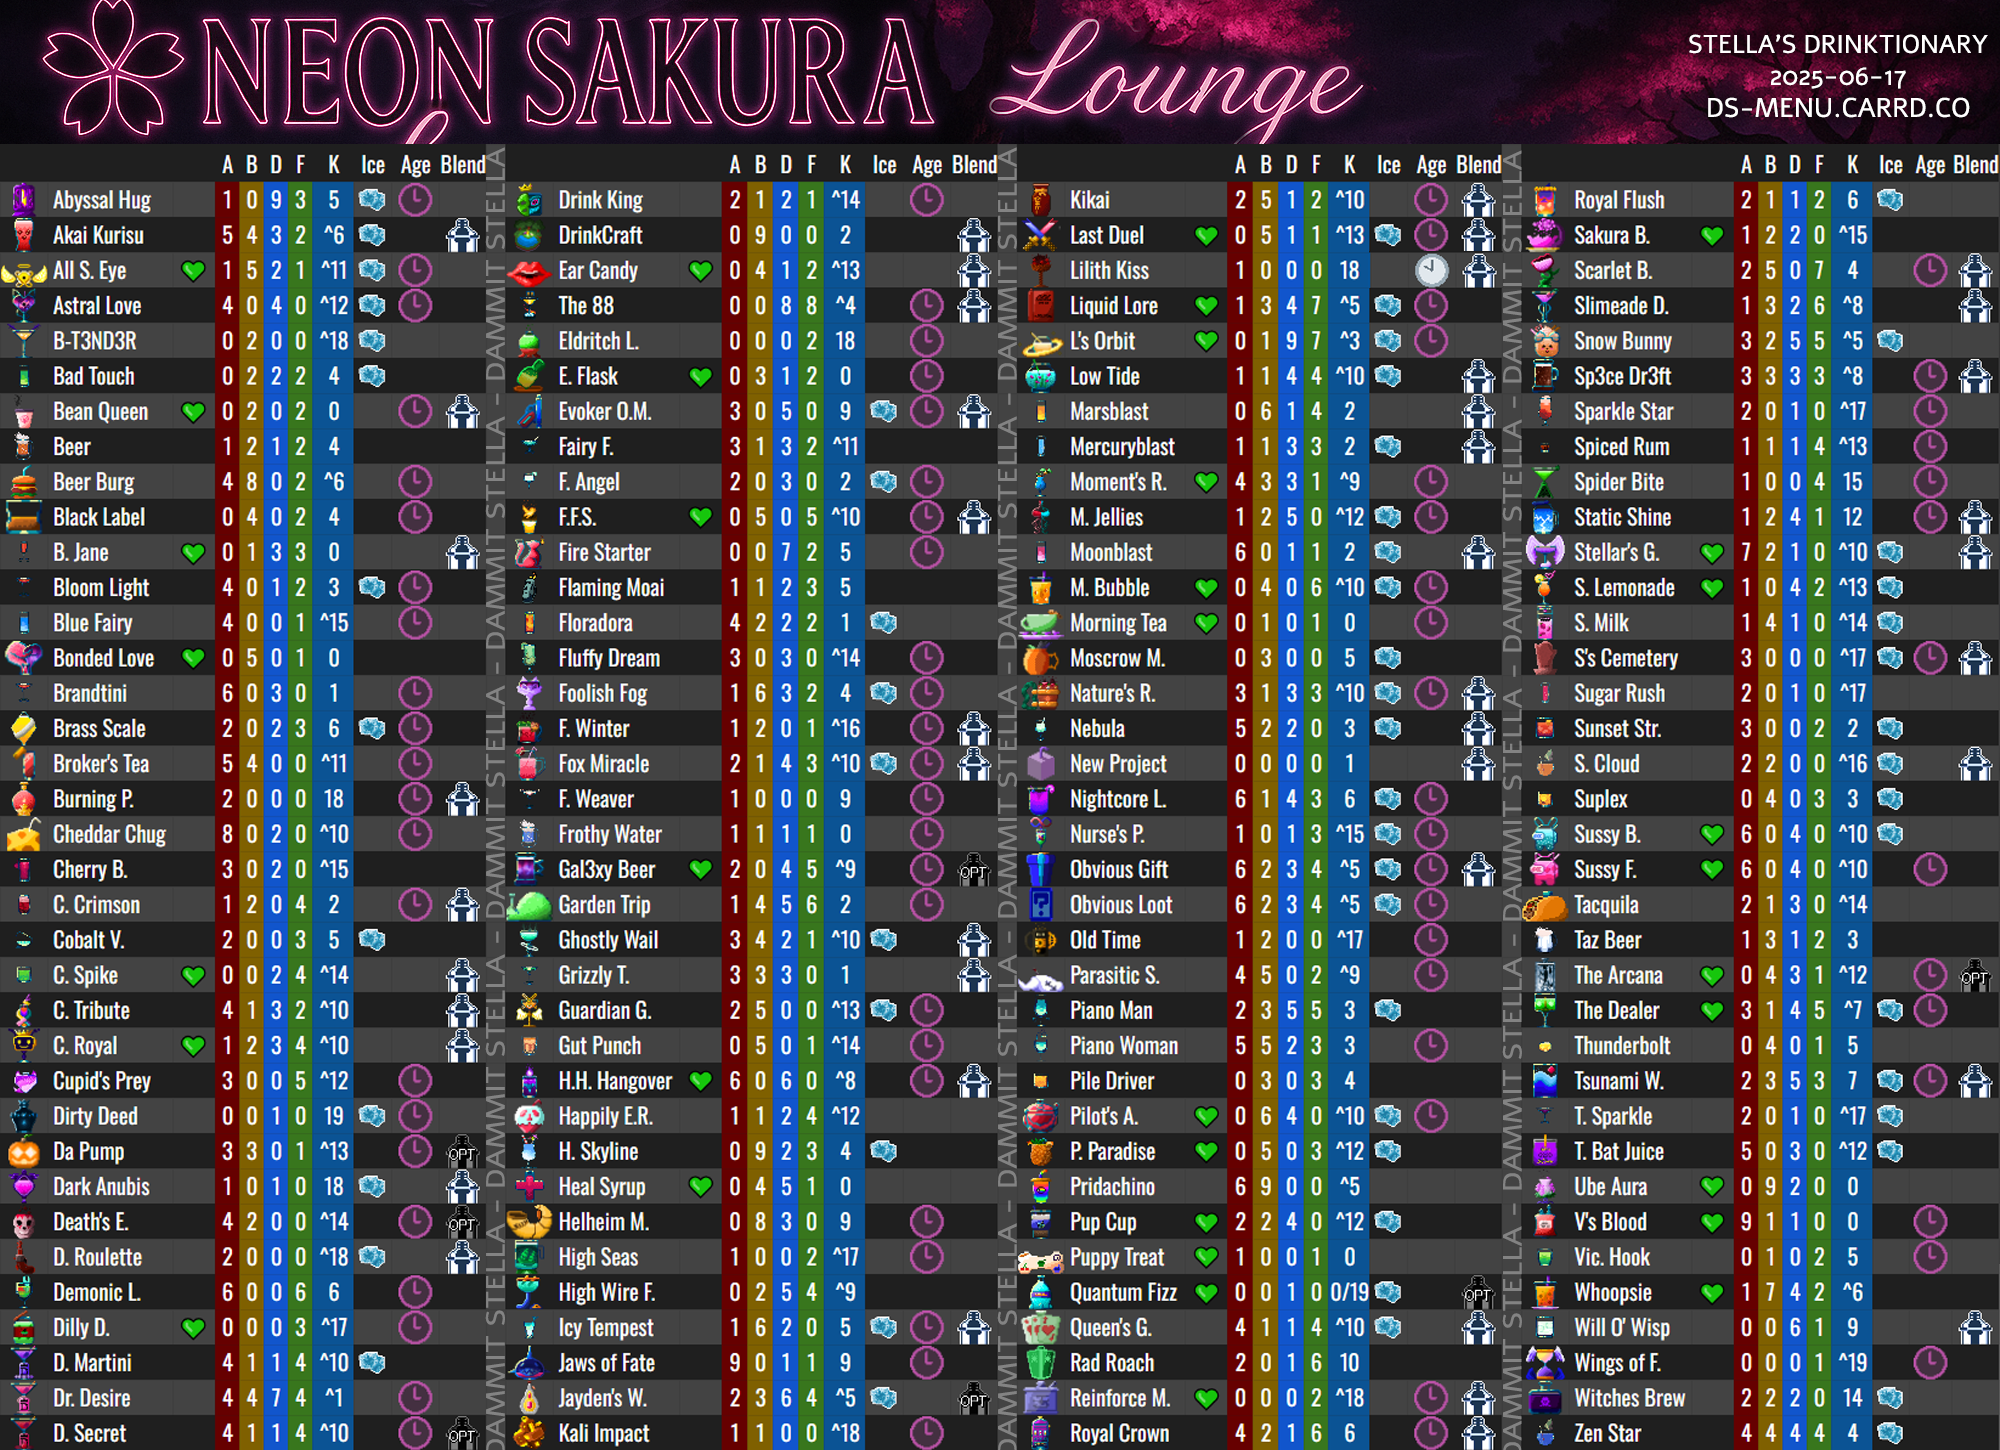 NEON SAKURA Lounge
STELLA'S DRINKTIONARY
2025-06-17
DS-MENU.CARRD.CO
A B D F K Ice Age Blend
Abyssal Hug 1 0 9 3 5
Akai Kurisu 5 4 3 2 ^6
All S. Eye 1 5 2 1 ^11
Astral Love 4 0 4 0 ^12
B-T3ND3R 0 2 0 0 ^18
Bad Touch 0 2 2 2 4
Bean Queen 0 2 0 2 0
Beer 1 2 1 2 4
Beer Burg 4 8 0 2 ^6
Black Label 0 4 0 2 4
B. Jane 0 1 3 3 0
Bloom Light 4 0 1 2 3
Blue Fairy 4 0 0 1 ^15
Bonded Love 0 5 0 1 0
Brandtini 6 0 3 0 1
Brass Scale 2 0 2 3 6
Broker's Tea 5 4 0 0 ^11
Burning P. 2 0 0 0 18
Cheddar Chug 8 0 2 0 ^10
Cherry B. 3 0 2 0 ^15
C. Crimson 1 2 0 4 2
Cobalt V. 2 0 0 3 5
C. Spike 0 0 2 4 ^14
C. Tribute 4 1 3 2 ^10
C. Royal 1 2 3 4 ^10
Cupid's Prey 3 0 0 5 ^12
Dirty Deed 0 0 1 0 19
Da Pump 3 3 0 1 ^13 OPT
Dark Anubis 1 0 1 0 18
Death's E. 4 2 0 0 ^14 OPT
D. Roulette 2 0 0 0 ^18
Demonic L. 6 0 0 6 6
Dilly D. 0 0 0 3 ^17
D. Martini 4 1 1 4 ^10
Dr. Desire 4 4 7 4 ^1
D. Secret 4 1 1 4 ^10 OPT
DAMMIT STELLA - DAMMIT STELLA - DAMMIT STELLA - DAMMIT STELLA
A B D F K Ice Age Blend
Drink King 2 1 2 1 ^14
DrinkCraft 0 9 0 0 2
Ear Candy 0 4 1 2 ^13
The 88 0 0 8 8 ^4
Eldritch L. 0 0 0 2 18
E. Flask 0 3 1 2 0
Evoker O.M. 3 0 5 0 9
Fairy F. 3 1 3 2 ^11
F. Angel 2 0 3 0 2
F.F.S. 0 5 0 5 ^10
Fire Starter 0 0 7 2 5
Flaming Moai 1 1 2 3 5
Floradora 4 2 2 2 1
Fluffy Dream 3 0 3 0 ^14
Foolish Fog 1 6 3 2 4
F. Winter 1 2 0 1 ^16
Fox Miracle 2 1 4 3 ^10
F. Weaver 1 0 0 0 9
Frothy Water 1 1 1 1 0
Gal3xy Beer 2 0 4 5 ^9 OPT
Garden Trip 1 4 5 6 2
Ghostly Wail 3 4 2 1 ^10
Grizzly T. 3 3 3 0 1
Guardian G. 2 5 0 0 ^13
Gut Punch 0 5 0 1 ^14
H.H. Hangover 6 0 6 0 ^8
Happily E.R. 1 1 2 4 ^12
H. Skyline 0 9 2 3 4
Heal Syrup 0 4 5 1 0
Helheim M. 0 8 3 0 9
High Seas 1 0 0 2 ^17
High Wire F. 0 2 5 4 ^9
Icy Tempest 1 6 2 0 5
Jaws of Fate 9 0 1 1 9
Jayden's W. 2 3 6 4 ^5 OPT
Kali Impact 1 1 0 0 ^18
DAMMIT STELLA - DAMMIT STELLA - DAMMIT STELLA - DAMMIT STELLA
A B D F K Ice Age Blend
Kikai 2 5 1 2 ^10
Last Duel 0 5 1 1 ^13
Lilith Kiss 1 0 0 0 18
Liquid Lore 1 3 4 7 ^5
L's Orbit 0 1 9 7 ^3
Low Tide 1 1 4 4 ^10
Marsblast 0 6 1 4 2
Mercuryblast 1 1 3 3 2
Moment's R. 4 3 3 1 ^9
M. Jellies 1 2 5 0 ^12
Moonblast 6 0 1 1 2
M. Bubble 0 4 0 6 ^10
Morning Tea 0 1 0 1 0
Moscrow M. 0 3 0 0 5
Nature's R. 3 1 3 3 ^10
Nebula 5 2 2 0 3
New Project 0 0 0 0 1
Nightcore L. 6 1 4 3 6
Nurse's P. 1 0 1 3 ^15
Obvious Gift 6 2 3 4 ^5
Obvious Loot 6 2 3 4 ^5
Old Time 1 2 0 0 ^17
Parasitic S. 4 5 0 2 ^9
Piano Man 2 3 5 5 3
Piano Woman 5 5 2 3 3
Pile Driver 0 3 0 3 4
Pilot's A. 0 6 4 0 ^10
P. Paradise 0 5 0 3 ^12
Pridachino 6 9 0 0 ^5
Pup Cup 2 2 4 0 ^12
Puppy Treat 1 0 0 1 0
Quantum Fizz 0 0 1 0 0/19 OPT
Queen's G. 4 1 1 4 ^10
Rad Roach 2 0 1 6 10
Reinforce M. 0 0 0 2 ^18
Royal Crown 4 2 1 6 6
DAMMIT STELLA - DAMMIT STELLA - DAMMIT STELLA - DAMMIT STELLA
A B D F K Ice Age Blend
Royal Flush 2 1 1 2 6
Sakura B. 1 2 2 0 ^15
Scarlet B. 2 5 0 7 4
Slimeade D. 1 3 2 6 ^8
Snow Bunny 3 2 5 5 ^5
Sp3ce Dr3ft 3 3 3 3 ^8
Sparkle Star 2 0 1 0 ^17
Spiced Rum 1 1 1 4 ^13
Spider Bite 1 0 0 4 15
Static Shine 1 2 4 1 12
Stellar's G. 7 2 1 0 ^10
S. Lemonade 1 0 4 2 ^13
S. Milk 1 4 1 0 ^14
S's Cemetery 3 0 0 0 ^17
Sugar Rush 2 0 1 0 ^17
Sunset Str. 3 0 0 2 2
S. Cloud 2 2 0 0 ^16
Suplex 0 4 0 3 3
Sussy B. 6 0 4 0 ^10
Sussy F. 6 0 4 0 ^10
Tacquila 2 1 3 0 ^14
Taz Beer 1 3 1 2 3
The Arcana 0 4 3 1 ^12 OPT
The Dealer 3 1 4 5 ^7
Thunderbolt 0 4 0 1 5
Tsunami W. 2 3 5 3 7
T. Sparkle 2 0 1 0 ^17
T. Bat Juice 5 0 3 0 ^12
Ube Aura 0 9 2 0 0
V's Blood 9 1 1 0 0
Vic. Hook 0 1 0 2 5
Whoopsie 1 7 4 2 ^6
Will O' Wisp 0 0 6 1 9
Wings of F. 0 0 0 1 ^19
Witches Brew 2 2 2 0 14
Zen Star 4 4 4 4 4